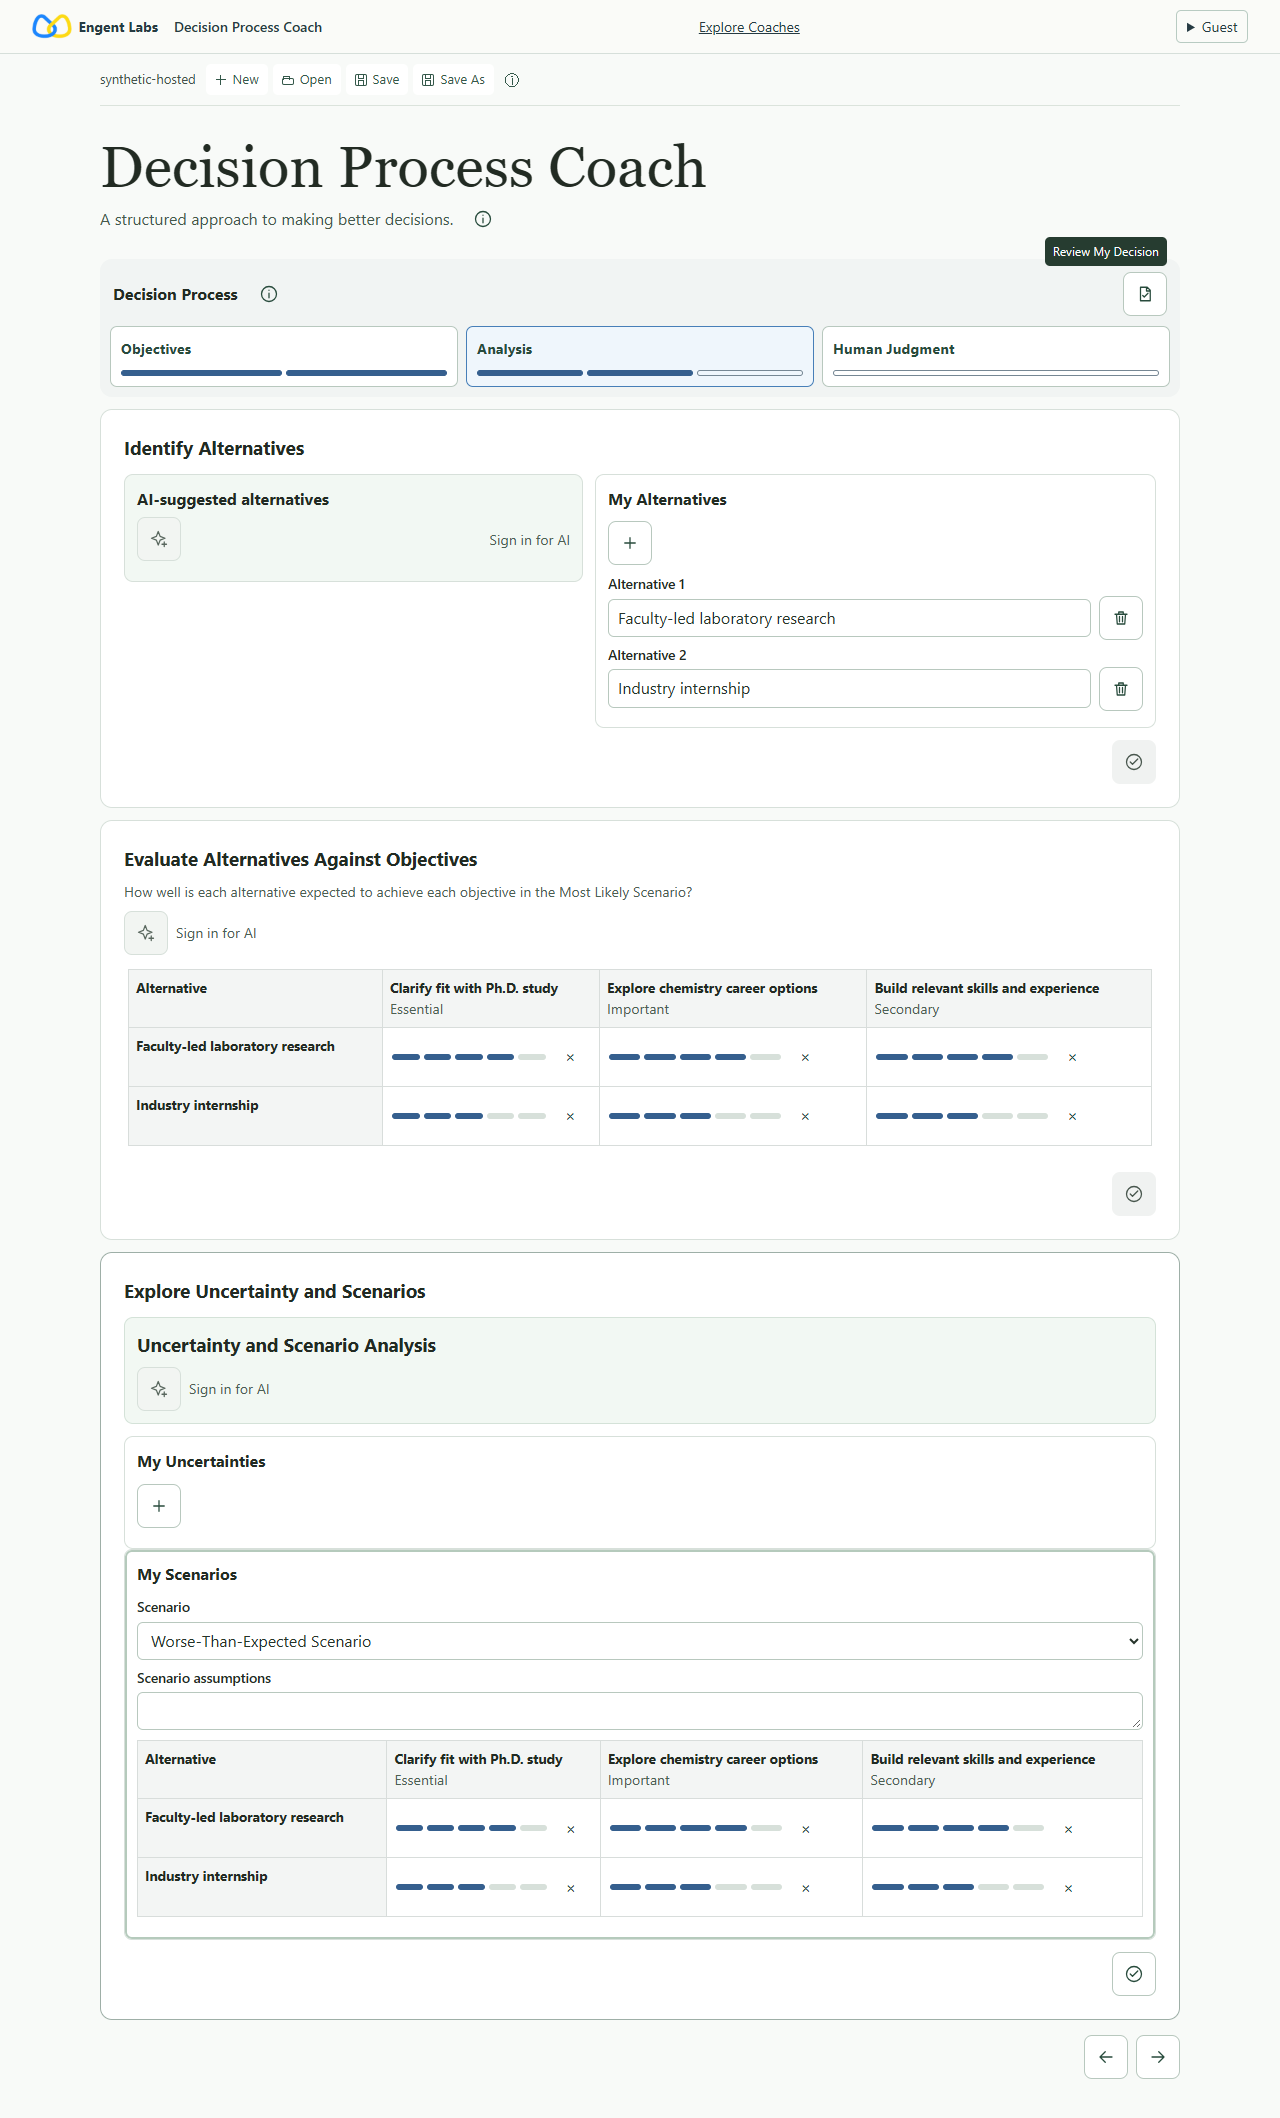 Engent Labs Decision Process Coach Explore Coaches Guest
synthetic-hosted New Open Save Save As
Decision Process Coach
A structured approach to making better decisions.
Review My Decision
Decision Process
Objectives Analysis Human Judgment
Identify Alternatives
AI-suggested alternatives
Sign in for AI
My Alternatives
Alternative 1
Faculty-led laboratory research
Alternative 2
Industry internship
Evaluate Alternatives Against Objectives
How well is each alternative expected to achieve each objective in the Most Likely Scenario?
Sign in for AI
Alternative Clarify fit with Ph.D. study Explore chemistry career options Build relevant skills and experience
Essential Important Secondary
Faculty-led laboratory research
Industry internship
Explore Uncertainty and Scenarios
Uncertainty and Scenario Analysis
Sign in for AI
My Uncertainties
My Scenarios
Scenario
Worse-Than-Expected Scenario
Scenario assumptions
Alternative Clarify fit with Ph.D. study Explore chemistry career options Build relevant skills and experience
Essential Important Secondary
Faculty-led laboratory research
Industry internship